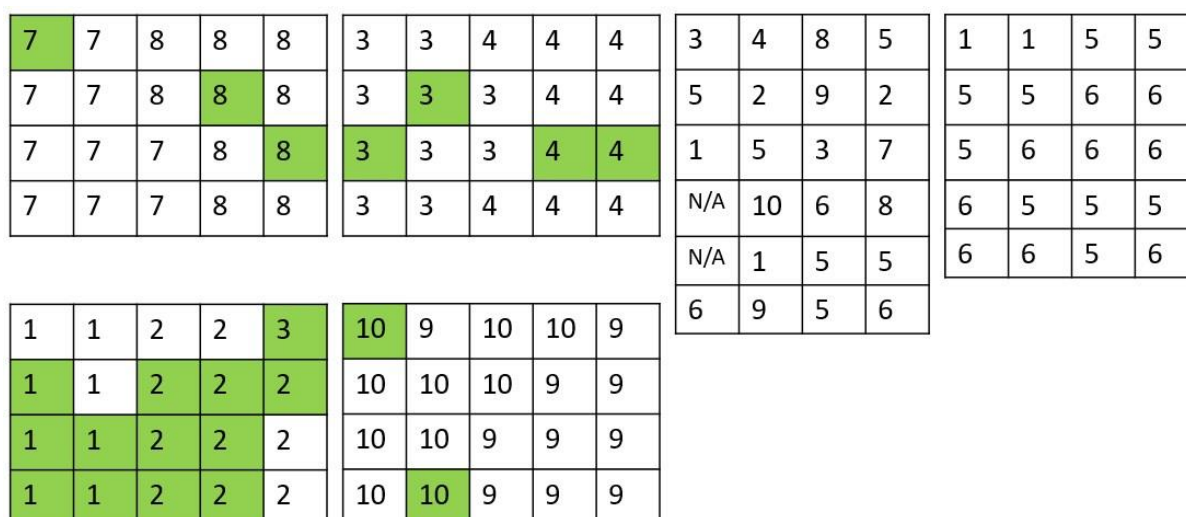 7 7 8 8 8
7 7 8 8 8
7 7 7 8 8
7 7 7 8 8
3 3 4 4 4
3 3 3 4 4
3 3 3 4 4
3 3 4 4 4
3 4 8 5
5 2 9 2
1 5 3 7
N/A 10 6 8
N/A 1 5 5
6 9 5 6
1 1 5 5
5 5 6 6
5 6 6 6
6 5 5 5
6 6 5 6
1 1 2 2 3
1 1 2 2 2
1 1 2 2 2
1 1 2 2 2
10 9 10 10 9
10 10 10 9 9
10 10 9 9 9
10 10 9 9 9